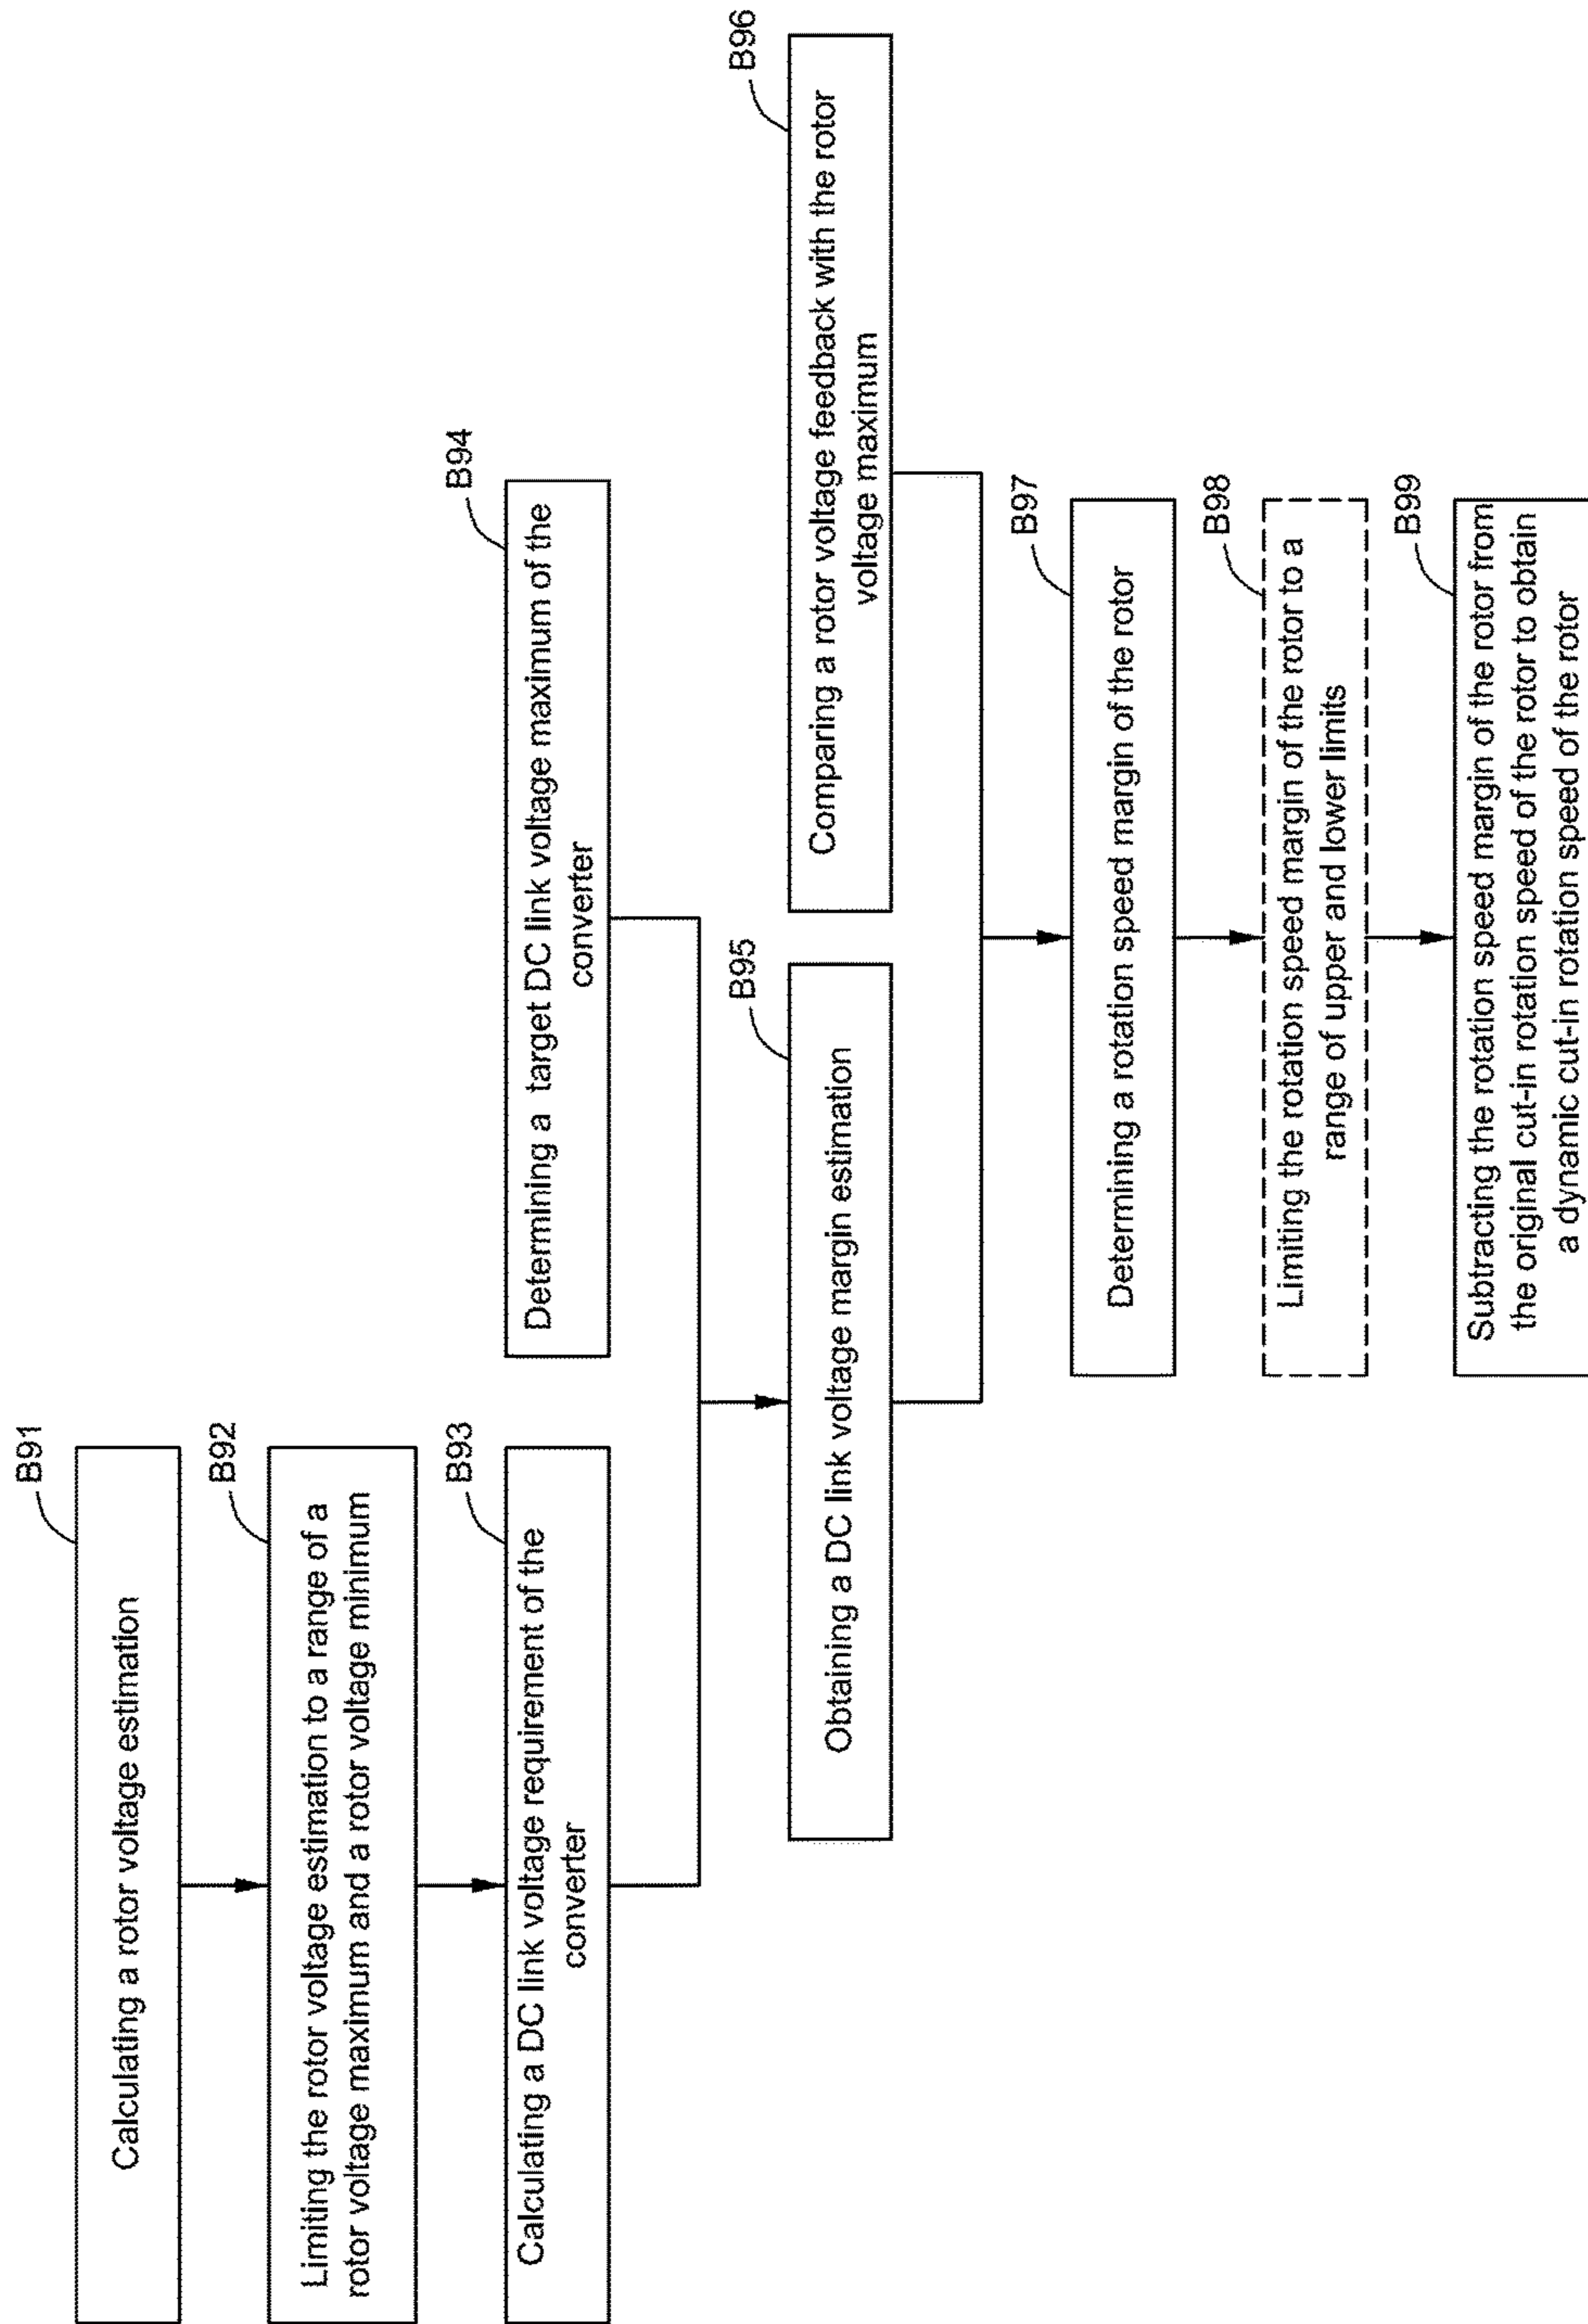 B91
Calculating a rotor voltage estimation
B92
Limiting the rotor voltage estimation to a range of a
rotor voltage maximum and a rotor voltage minimum
B93
Calculating a DC link voltage requirement of the
converter
B94
Determining a target DC link voltage maximum of the
converter
B95
Obtaining a DC link voltage margin estimation
B96
Comparing a rotor voltage feedback with the rotor
voltage maximum
B97
Determining a rotation speed margin of the rotor
B98
Limiting the rotation speed margin of the rotor to a
range of upper and lower limits
B99
Subtracting the rotation speed margin of the rotor from
the original cut-in rotation speed of the rotor to obtain
a dynamic cut-in rotation speed of the rotor